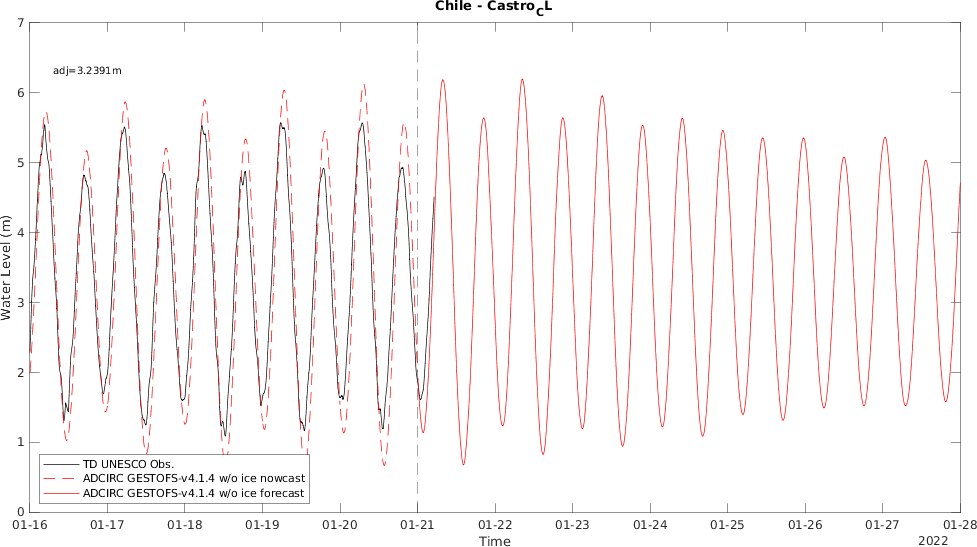 Chile - Castro_CL
7
adj=3.2391m
6
5
4
3
2
1
0
Water Level (m)
TD UNESCO Obs.
ADCIRC GESTOFS-v4.1.4 w/o ice nowcast
ADCIRC GESTOFS-v4.1.4 w/o ice forecast
01-16 01-17 01-18 01-19 01-20 01-21 01-22 01-23 01-24 01-25 01-26 01-27 01-28
Time
2022